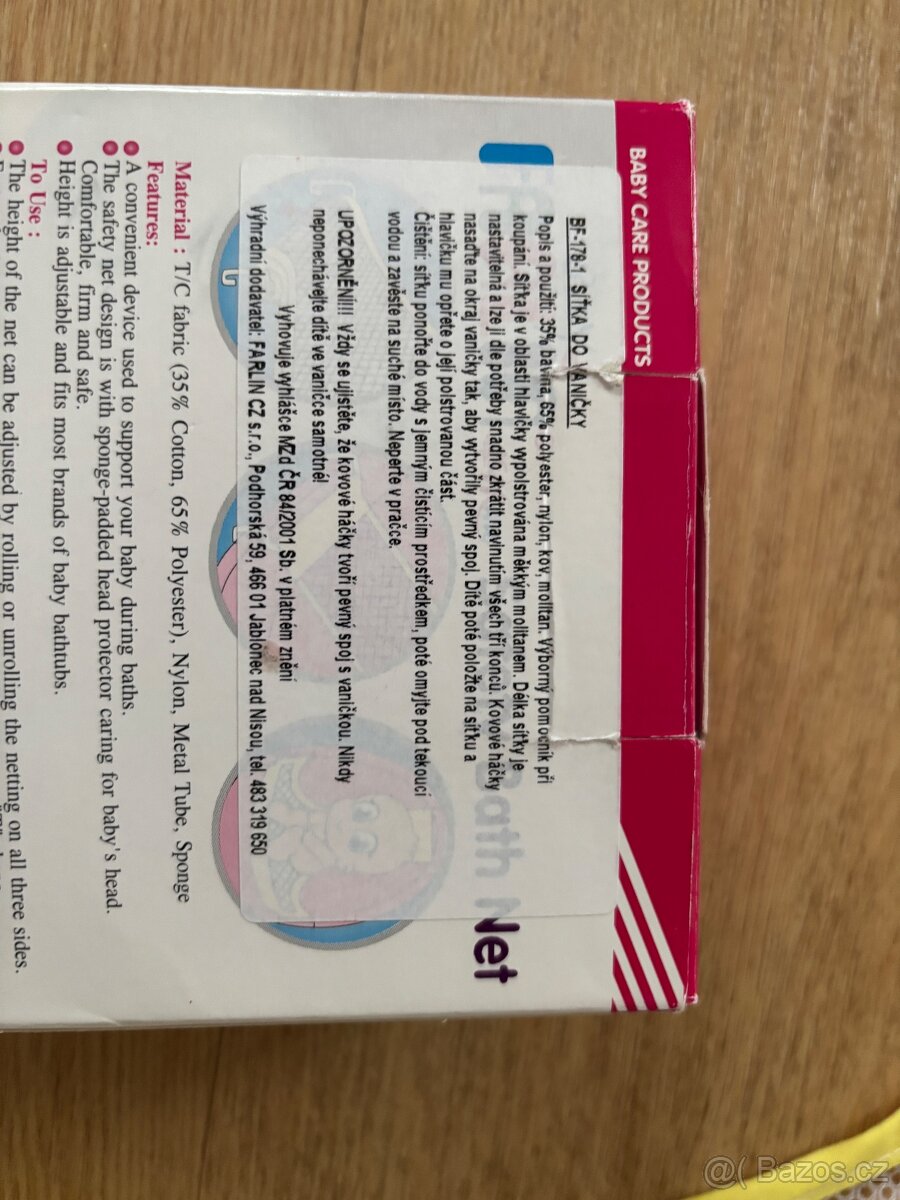 BABY CARE PRODUCTS
Bath Net
BF-178-1 SÍŤKA DO VANIČKY
Popis a použití: 35% bavlna, 65% polyester, nylon, kov, molitan. Výborný pomocník při
koupání. Síťka je v oblasti hlavičky vypolstrována měkkým molitanem. Délka síťky je
nastavitelná a lze ji dle potřeby snadno zkrátit navinutím všech tří konců. Kovové háčky
nasaďte na okraj vaničky tak, aby vytvořily pevný spoj. Dítě poté položte na síťku a
hlavičku mu opřete o její polstrovanou část.
Čištění: síťku ponořte do vody s jemným čistícím prostředkem, poté omyjte pod tekoucí
vodou a zavěste na suché místo. Neperte v pračce.
UPOZORNĚNÍ!!! Vždy se ujistěte, že kovové háčky tvoří pevný spoj s vaničkou. Nikdy
neponechávejte dítě ve vaničce samotné!
Vyhovuje vyhlášce MZd ČR 84/2001 Sb. v platném znění
Výhradní dodavatel: FARLIN CZ s.r.o., Podhorská 59, 466 01 Jablonec nad Nisou, tel. 483 319 650
Material : T/C fabric (35% Cotton, 65% Polyester), Nylon, Metal Tube, Sponge
Features:
A convenient device used to support your baby during baths.
The safety net design is with sponge-padded head protector caring for baby's head.
Comfortable, firm and safe.
Height is adjustable and fits most brands of baby bathtubs.
To Use :
The height of the net can be adjusted by rolling or unrolling the netting on all three sides.
@( Bazos.cz